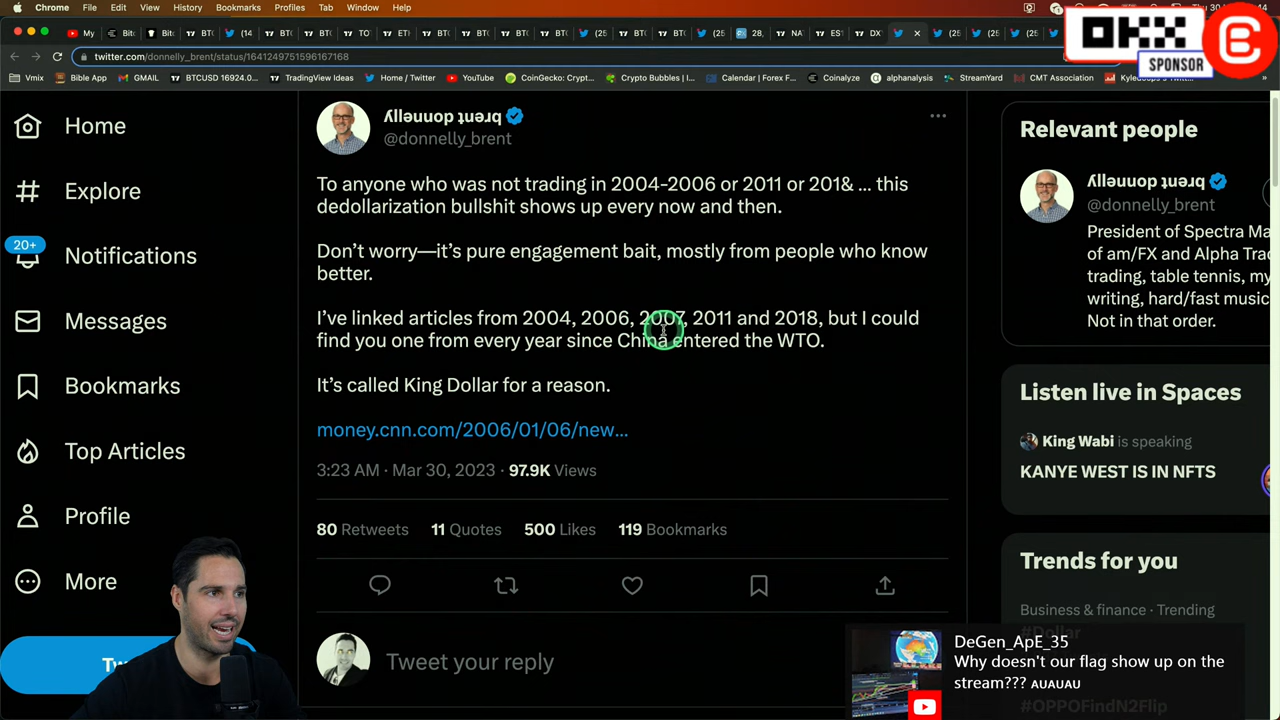 Chrome File Edit View History Bookmarks Profiles Tab Window Help
twitter.com/donnelly_brent/status/1641249751596167168
Vmix Bible App GMAIL BTCUSD 16924.0... TradingView Ideas Home / Twitter YouTube CoinGecko: Crypt... Crypto Bubbles | I... Calendar | Forex F... Coinalyze alphanalysis StreamYard CMT Association
OKX
SPONSOR
Home
Explore
20+
Notifications
Messages
Bookmarks
Top Articles
Profile
More
ʎllǝuuop ʇuǝɹq
@donnelly_brent
To anyone who was not trading in 2004-2006 or 2011 or 201& ... this
dedollarization bullshit shows up every now and then.
Don’t worry—it’s pure engagement bait, mostly from people who know
better.
I’ve linked articles from 2004, 2006, 2007, 2011 and 2018, but I could
find you one from every year since China entered the WTO.
It’s called King Dollar for a reason.
money.cnn.com/2006/01/06/new...
3:23 AM · Mar 30, 2023 · 97.9K Views
80 Retweets 11 Quotes 500 Likes 119 Bookmarks
Tweet your reply
Relevant people
ʎllǝuuop ʇuǝɹq
@donnelly_brent
President of Spectra Ma
of am/FX and Alpha Trad
trading, table tennis, my
writing, hard/fast music
Not in that order.
Listen live in Spaces
King Wabi is speaking
KANYE WEST IS IN NFTS
Trends for you
Business & finance · Trending
#Dollar
#OPPOFindN2Flip
DeGen_ApE_35
Why doesn't our flag show up on the
stream??? AUAUAU